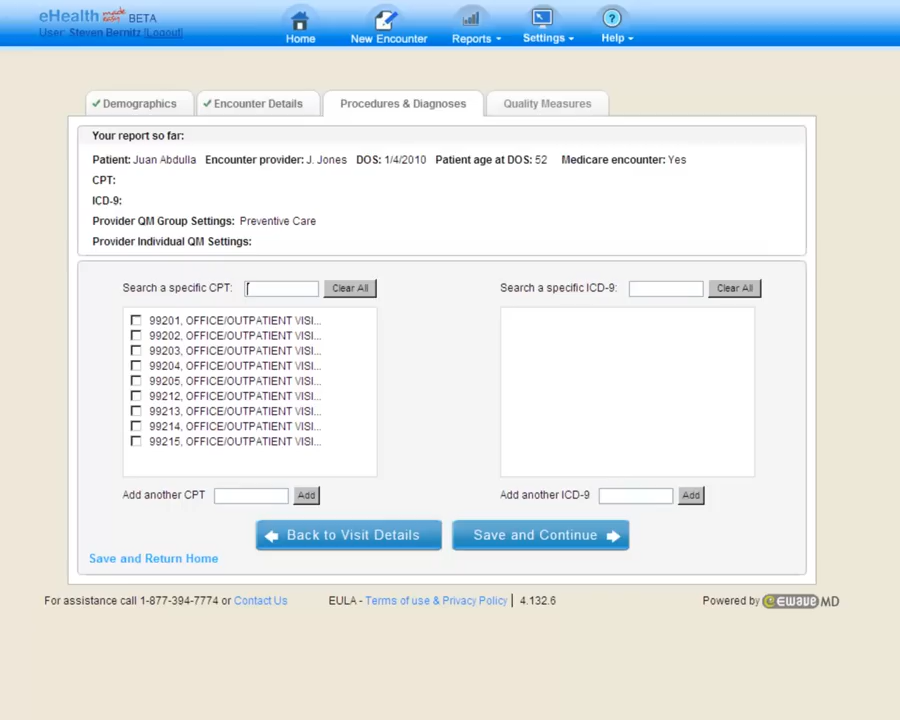 eHealth made easy BETA
User: Steven Bernitz [Logout]
Home
New Encounter
Reports
Settings
Help
Demographics
Encounter Details
Procedures & Diagnoses
Quality Measures
Your report so far:
Patient: Juan Abdulla Encounter provider: J. Jones DOS: 1/4/2010 Patient age at DOS: 52 Medicare encounter: Yes
CPT:
ICD-9:
Provider QM Group Settings: Preventive Care
Provider Individual QM Settings:
Search a specific CPT: Clear All
Search a specific ICD-9: Clear All
99201, OFFICE/OUTPATIENT VISI...
99202, OFFICE/OUTPATIENT VISI...
99203, OFFICE/OUTPATIENT VISI...
99204, OFFICE/OUTPATIENT VISI...
99205, OFFICE/OUTPATIENT VISI...
99212, OFFICE/OUTPATIENT VISI...
99213, OFFICE/OUTPATIENT VISI...
99214, OFFICE/OUTPATIENT VISI...
99215, OFFICE/OUTPATIENT VISI...
Add another CPT Add
Add another ICD-9 Add
Back to Visit Details
Save and Continue
Save and Return Home
For assistance call 1-877-394-7774 or Contact Us
EULA - Terms of use & Privacy Policy | 4.132.6
Powered by ewaveMD